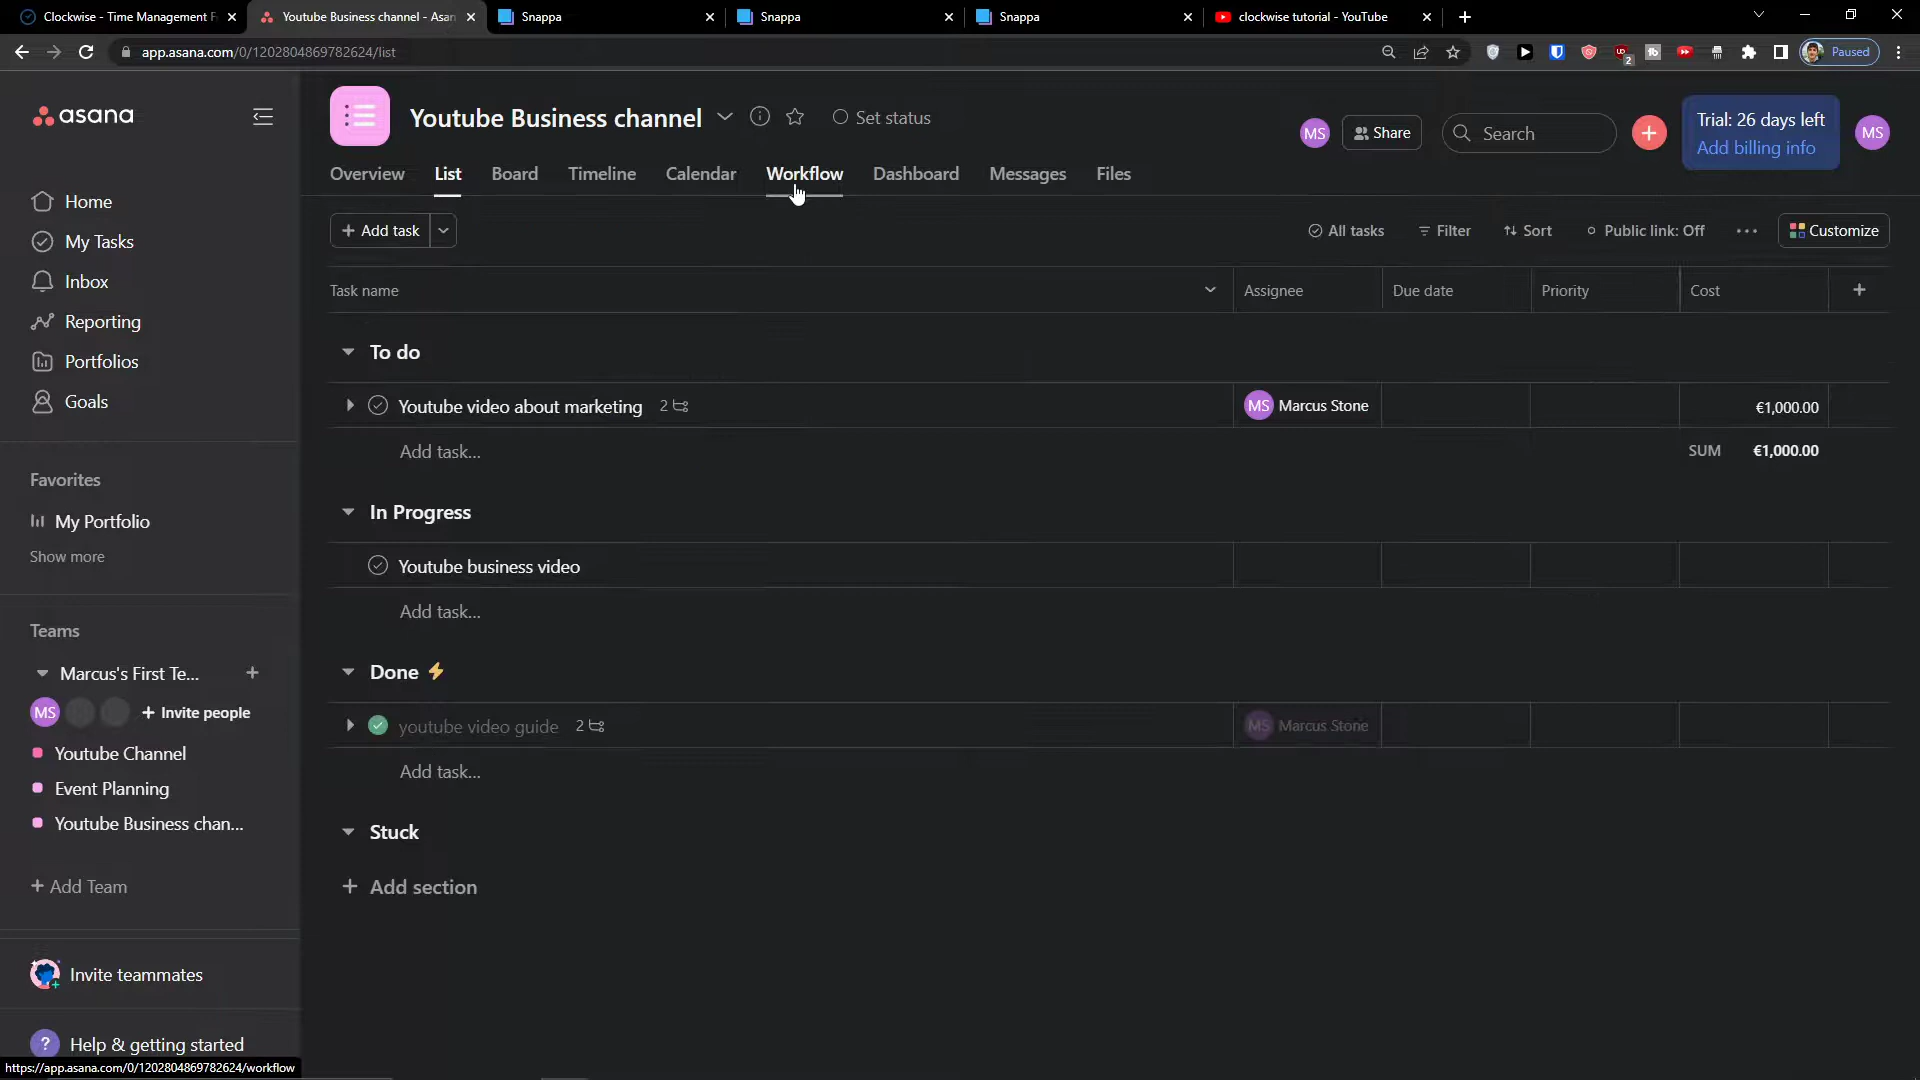 Clockwise - Time Management F
Youtube Business channel - Asan
Snappa
Snappa
Snappa
clockwise tutorial - YouTube
app.asana.com/0/1202804869782624/list
2
Paused
asana
Youtube Business channel
Set status
MS
Share
Search
Trial: 26 days left
Add billing info
MS
Overview
List
Board
Timeline
Calendar
Workflow
Dashboard
Messages
Files
Home
My Tasks
Inbox
Reporting
Portfolios
Goals
+ Add task
All tasks
Filter
Sort
Public link: Off
Customize
Task name
Assignee
Due date
Priority
Cost
To do
Youtube video about marketing 2
MS Marcus Stone
€1,000.00
Add task...
SUM €1,000.00
In Progress
Youtube business video
Add task...
Done
youtube video guide 2
MS Marcus Stone
Add task...
Stuck
+ Add section
Favorites
My Portfolio
Show more
Teams
Marcus's First Te...
MS
+ Invite people
Youtube Channel
Event Planning
Youtube Business chan...
+ Add Team
Invite teammates
? Help & getting started
https://app.asana.com/0/1202804869782624/workflow